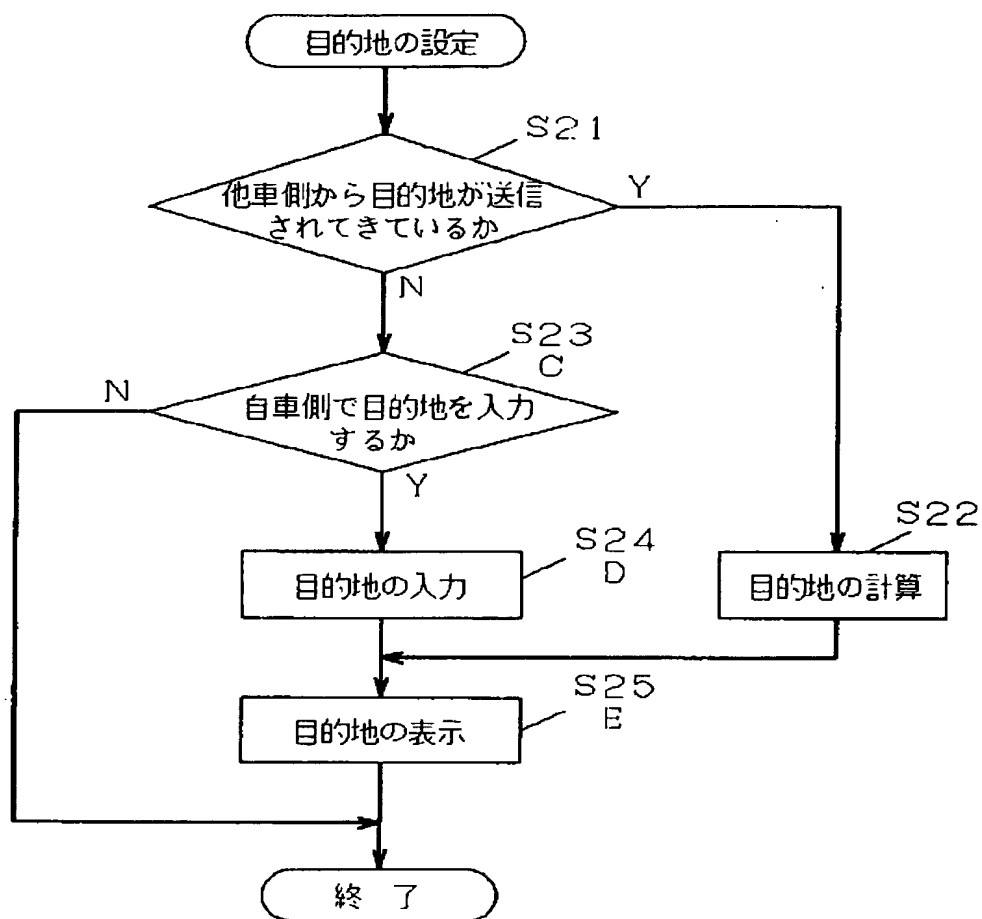 目的地の設定
S21
他車側から目的地が送信
されてきているか
Y
N
S23
C
N
自車側で目的地を入力
するか
Y
S24
D
目的地の入力
S22
目的地の計算
S25
E
目的地の表示
終 了